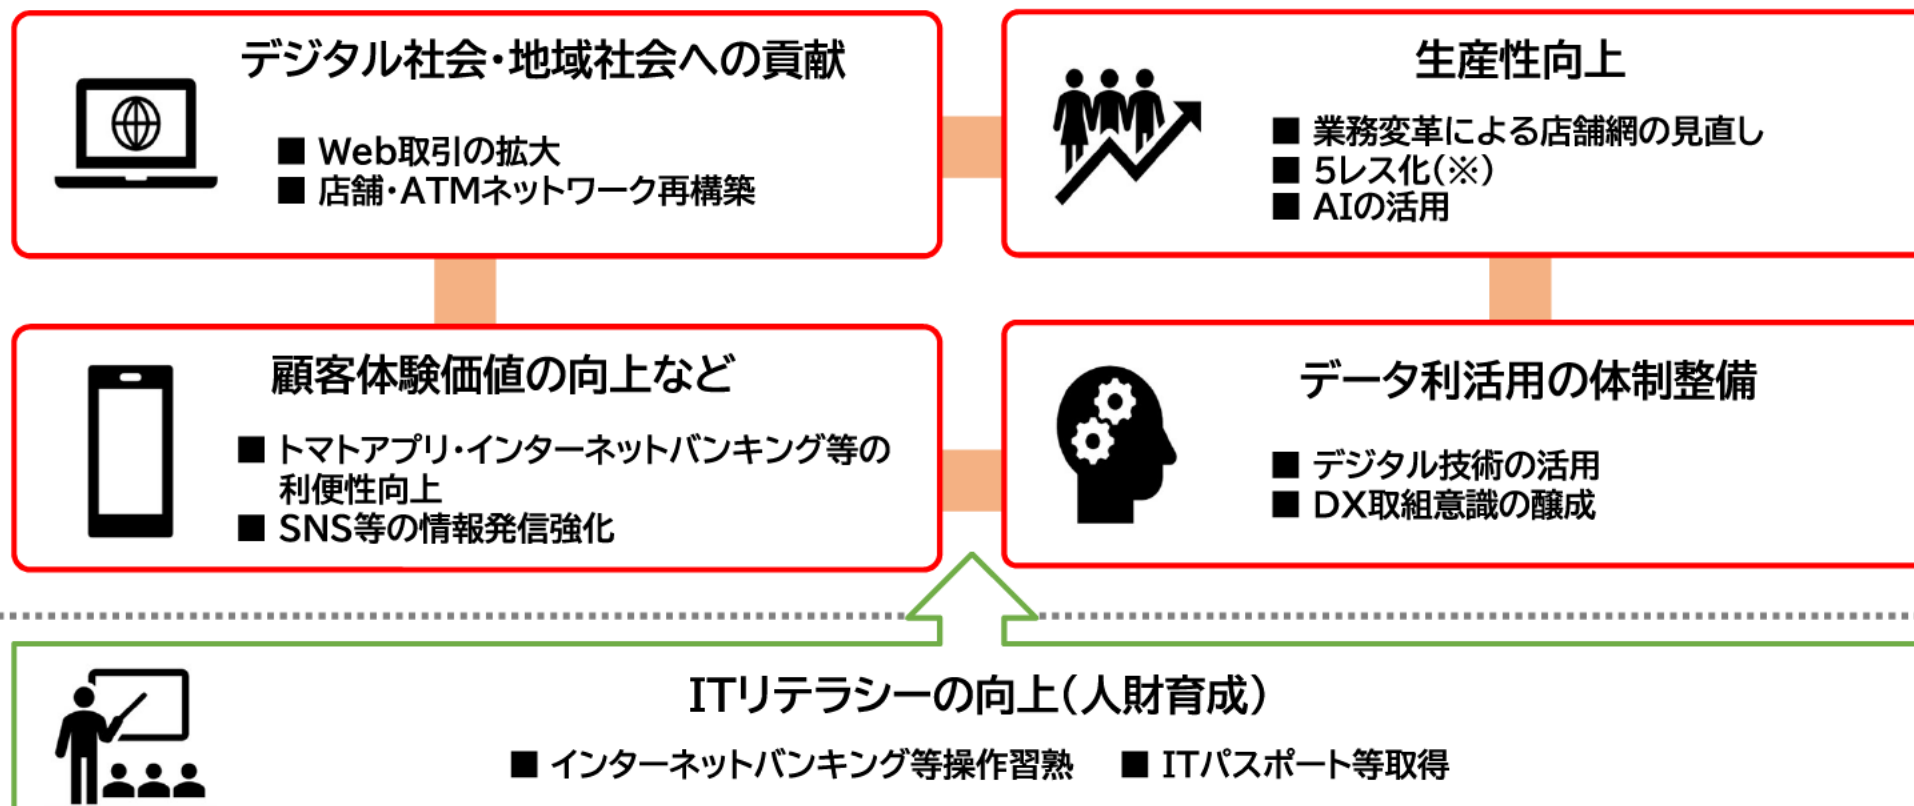 デジタル社会・地域社会への貢献
■ Web取引の拡大
■ 店舗・ATMネットワーク再構築
生産性向上
■ 業務変革による店舗網の見直し
■ 5レス化(※)
■ AIの活用
顧客体験価値の向上など
■ トマトアプリ・インターネットバンキング等の
利便性向上
■ SNS等の情報発信強化
データ利活用の体制整備
■ デジタル技術の活用
■ DX取組意識の醸成
ITリテラシーの向上(人財育成)
■ インターネットバンキング等操作習熟 ■ ITパスポート等取得